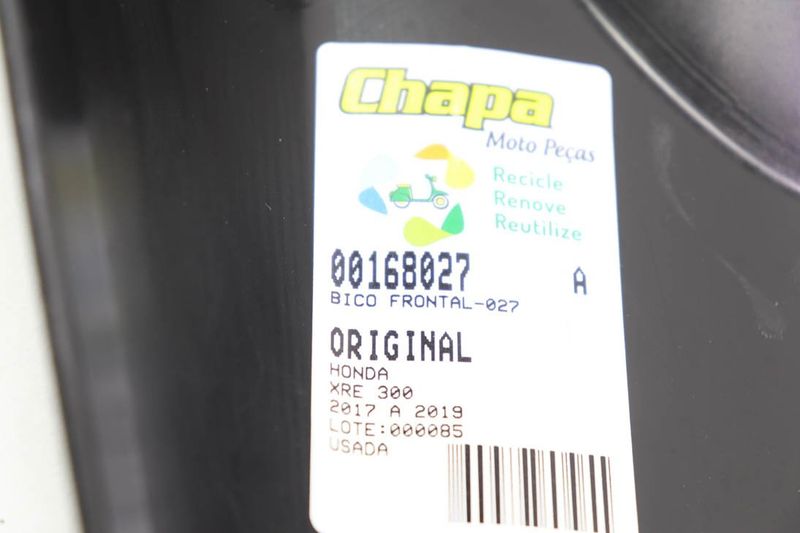 Chapa
Moto Peças
Recicle
Renove
Reutilize
00168027 A
BICO FRONTAL-027
ORIGINAL
HONDA
XRE 300
2017 A 2019
LOTE:000085
USADA